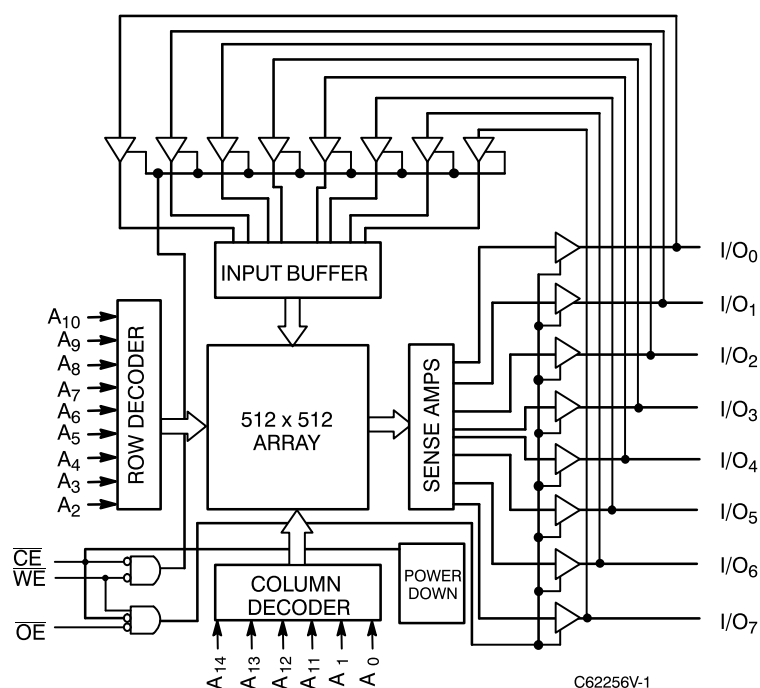 INPUT BUFFER
I/O0
I/O1
I/O2
I/O3
I/O4
I/O5
I/O6
I/O7
A10
A9
A8
A7
A6
A5
A4
A3
A2
ROW DECODER
512 x 512
ARRAY
SENSE AMPS
CE
WE
OE
COLUMN
DECODER
POWER
DOWN
A14
A13
A12
A11
A1
A0
C62256V-1